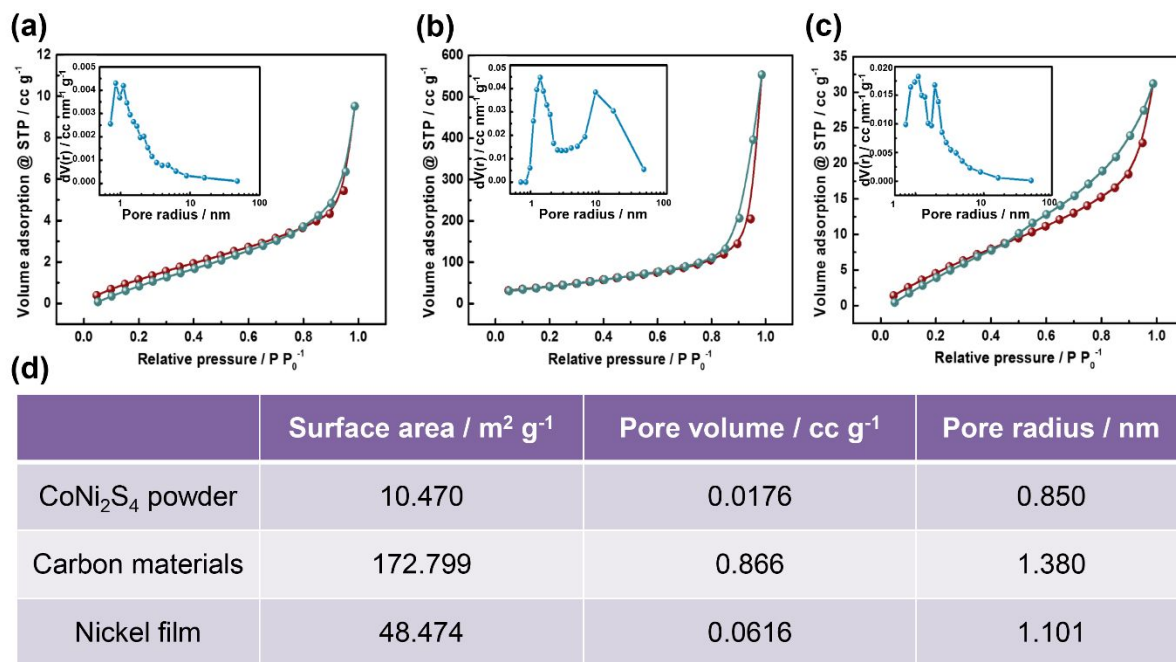 (a)
(b)
(c)
12
10
8
6
4
2
0
Volume adsorption @ STP / cc g⁻¹
0.0 0.2 0.4 0.6 0.8 1.0
Relative pressure / P P₀⁻¹
0.005
0.004
0.003
0.002
0.001
0.000
dV(r) / cc nm⁻¹ g⁻¹
1 10 100
Pore radius / nm
600
500
400
300
200
100
0
Volume adsorption @ STP / cc g⁻¹
0.0 0.2 0.4 0.6 0.8 1.0
Relative pressure / P P₀⁻¹
0.05
0.04
0.03
0.02
0.01
0.00
dV(r) / cc nm⁻¹ g⁻¹
1 10 100
Pore radius / nm
35
30
25
20
15
10
5
0
Volume adsorption @ STP / cc g⁻¹
0.0 0.2 0.4 0.6 0.8 1.0
Relative pressure / P P₀⁻¹
0.020
0.015
0.010
0.005
0.000
dV(r) / cc nm⁻¹ g⁻¹
1 10 100
Pore radius / nm
(d)
Surface area / m² g⁻¹ Pore volume / cc g⁻¹ Pore radius / nm
CoNi₂S₄ powder 10.470 0.0176 0.850
Carbon materials 172.799 0.866 1.380
Nickel film 48.474 0.0616 1.101